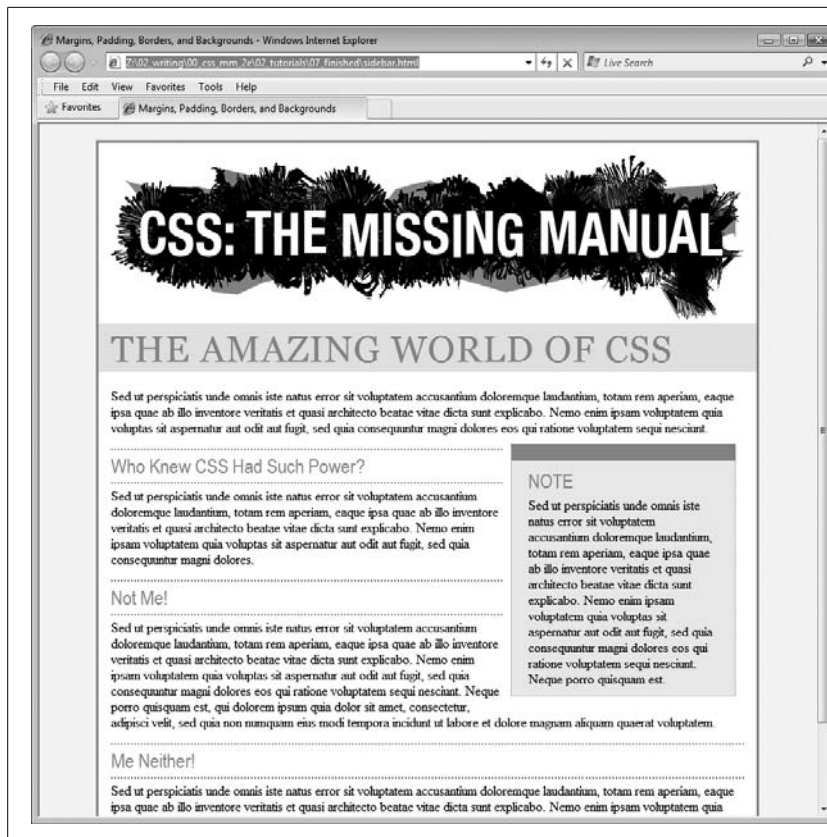 Margins, Padding, Borders, and Backgrounds - Windows Internet Explorer
Z:\02_writing\00_css_mm_2e\02_tutorials\07_finished\sidebar.html
Live Search
File Edit View Favorites Tools Help
Favorites
Margins, Padding, Borders, and Backgrounds
CSS: THE MISSING MANUAL
THE AMAZING WORLD OF CSS
Sed ut perspiciatis unde omnis iste natus error sit voluptatem accusantium doloremque laudantium, totam rem aperiam, eaque
ipsa quae ab illo inventore veritatis et quasi architecto beatae vitae dicta sunt explicabo. Nemo enim ipsam voluptatem quia
voluptas sit aspernatur aut odit aut fugit, sed quia consequuntur magni dolores eos qui ratione voluptatem sequi nesciunt.
Who Knew CSS Had Such Power?
Sed ut perspiciatis unde omnis iste natus error sit voluptatem accusantium
doloremque laudantium, totam rem aperiam, eaque ipsa quae ab illo inventore
veritatis et quasi architecto beatae vitae dicta sunt explicabo. Nemo enim
ipsam voluptatem quia voluptas sit aspernatur aut odit aut fugit, sed quia
consequuntur magni dolores.
Not Me!
Sed ut perspiciatis unde omnis iste natus error sit voluptatem accusantium
doloremque laudantium, totam rem aperiam, eaque ipsa quae ab illo inventore
veritatis et quasi architecto beatae vitae dicta sunt explicabo. Nemo enim
ipsam voluptatem quia voluptas sit aspernatur aut odit aut fugit, sed quia
consequuntur magni dolores eos qui ratione voluptatem sequi nesciunt. Neque
porro quisquam est, qui dolorem ipsum quia dolor sit amet, consectetur,
adipisci velit, sed quia non numquam eius modi tempora incidunt ut labore et dolore magnam aliquam quaerat voluptatem.
NOTE
Sed ut perspiciatis unde omnis iste
natus error sit voluptatem
accusantium doloremque laudantium,
totam rem aperiam, eaque ipsa quae
ab illo inventore veritatis et quasi
architecto beatae vitae dicta sunt
explicabo. Nemo enim ipsam
voluptatem quia voluptas sit
aspernatur aut odit aut fugit, sed quia
consequuntur magni dolores eos qui
ratione voluptatem sequi nesciunt.
Neque porro quisquam est.
Me Neither!
Sed ut perspiciatis unde omnis iste natus error sit voluptatem accusantium doloremque laudantium, totam rem aperiam, eaque
ipsa quae ab illo inventore veritatis et quasi architecto beatae vitae dicta sunt explicabo. Nemo enim ipsam voluptatem quia